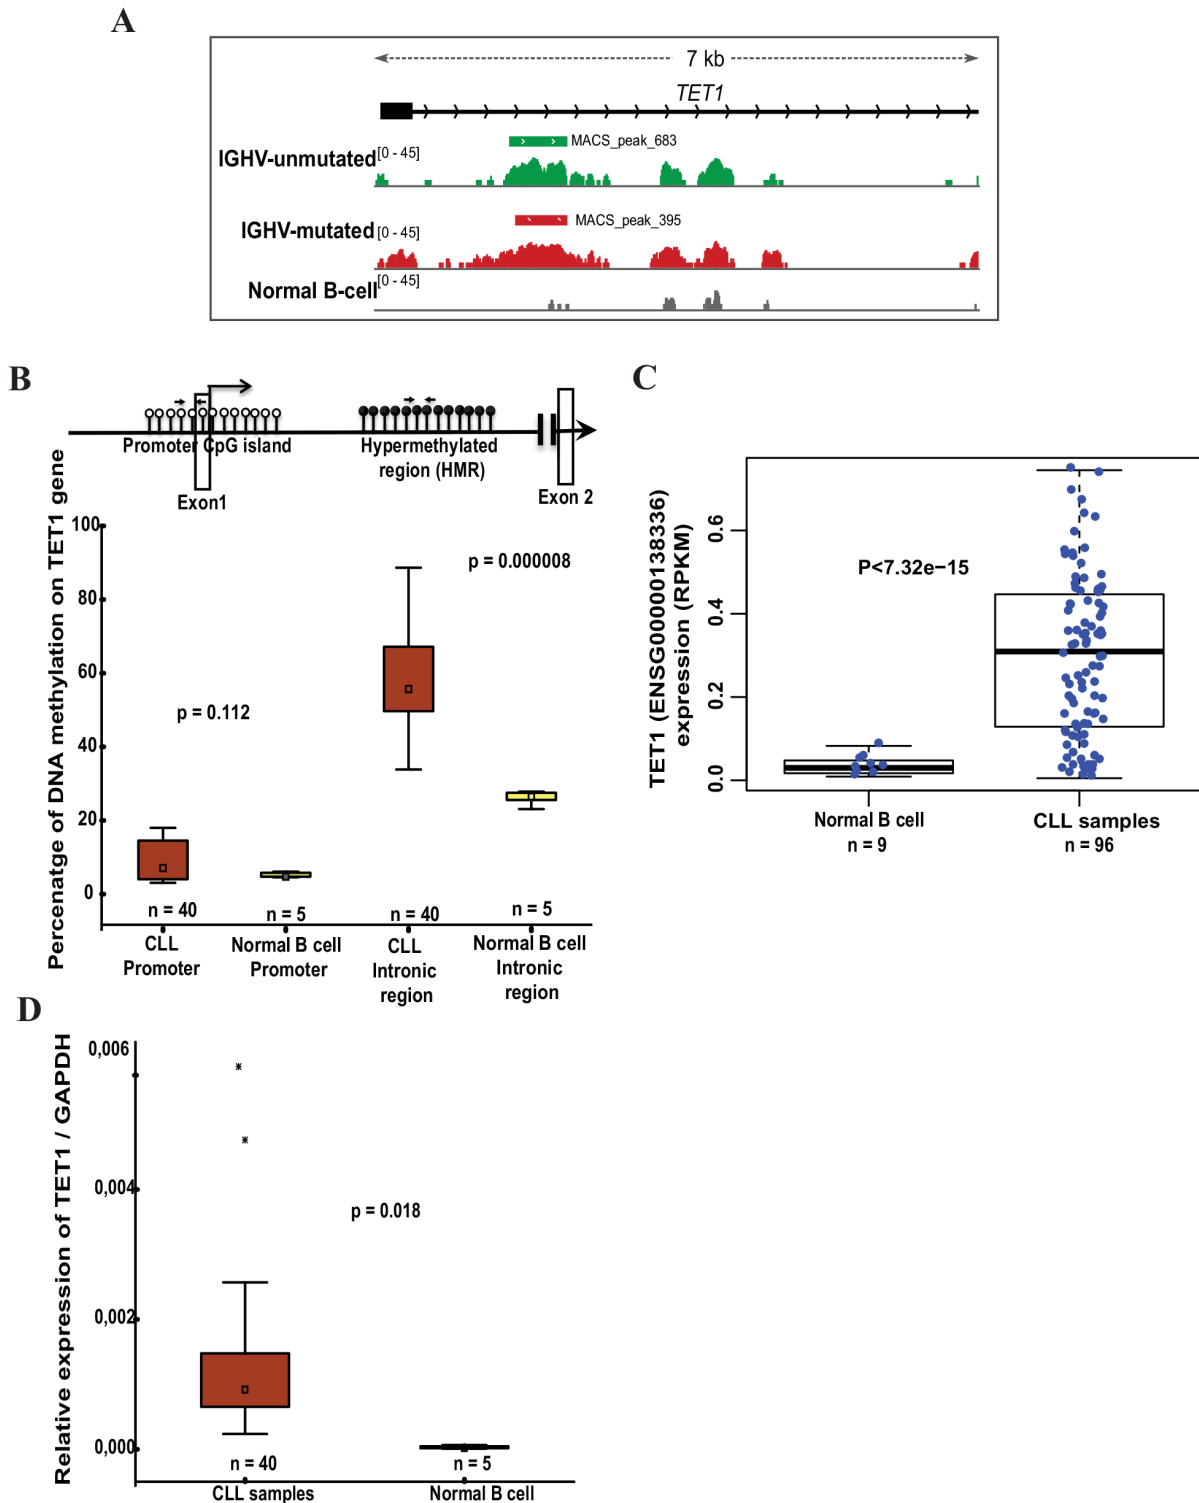 A
7 kb
TET1
MACS_peak_683
IGHV-unmutated [0 - 45]
MACS_peak_395
IGHV-mutated [0 - 45]
Normal B-cell [0 - 45]
B
Promoter CpG island
Hypermethylated
region (HMR)
Exon1
Exon 2
Percenatge of DNA methylation on TET1 gene
100
80
60
40
20
0
p = 0.112
p = 0.000008
n = 40
n = 5
n = 40
n = 5
CLL
Promoter
Normal B cell
Promoter
CLL
Intronic
region
Normal B cell
Intronic
region
C
TET1 (ENSG00000138336)
expression (RPKM)
0.6
0.4
0.2
0.0
P<7.32e−15
Normal B cell
n = 9
CLL samples
n = 96
D
Relative expression of TET1 / GAPDH
0,006
0,004
0,002
0,000
p = 0.018
n = 40
n = 5
CLL samples
Normal B cell